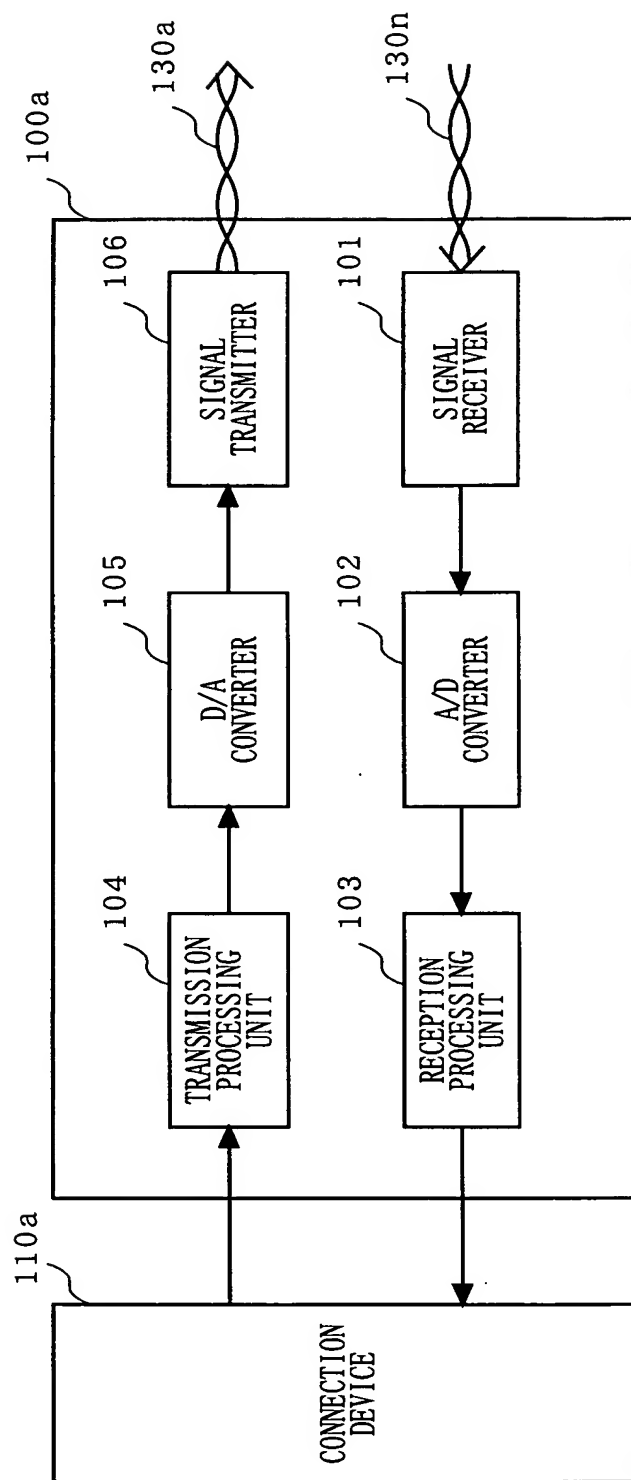 100a
110a
130a
106
SIGNAL
TRANSMITTER
105
D/A
CONVERTER
104
TRANSMISSION
PROCESSING
UNIT
130n
101
SIGNAL
RECEIVER
102
A/D
CONVERTER
103
RECEPTION
PROCESSING
UNIT
CONNECTION
DEVICE